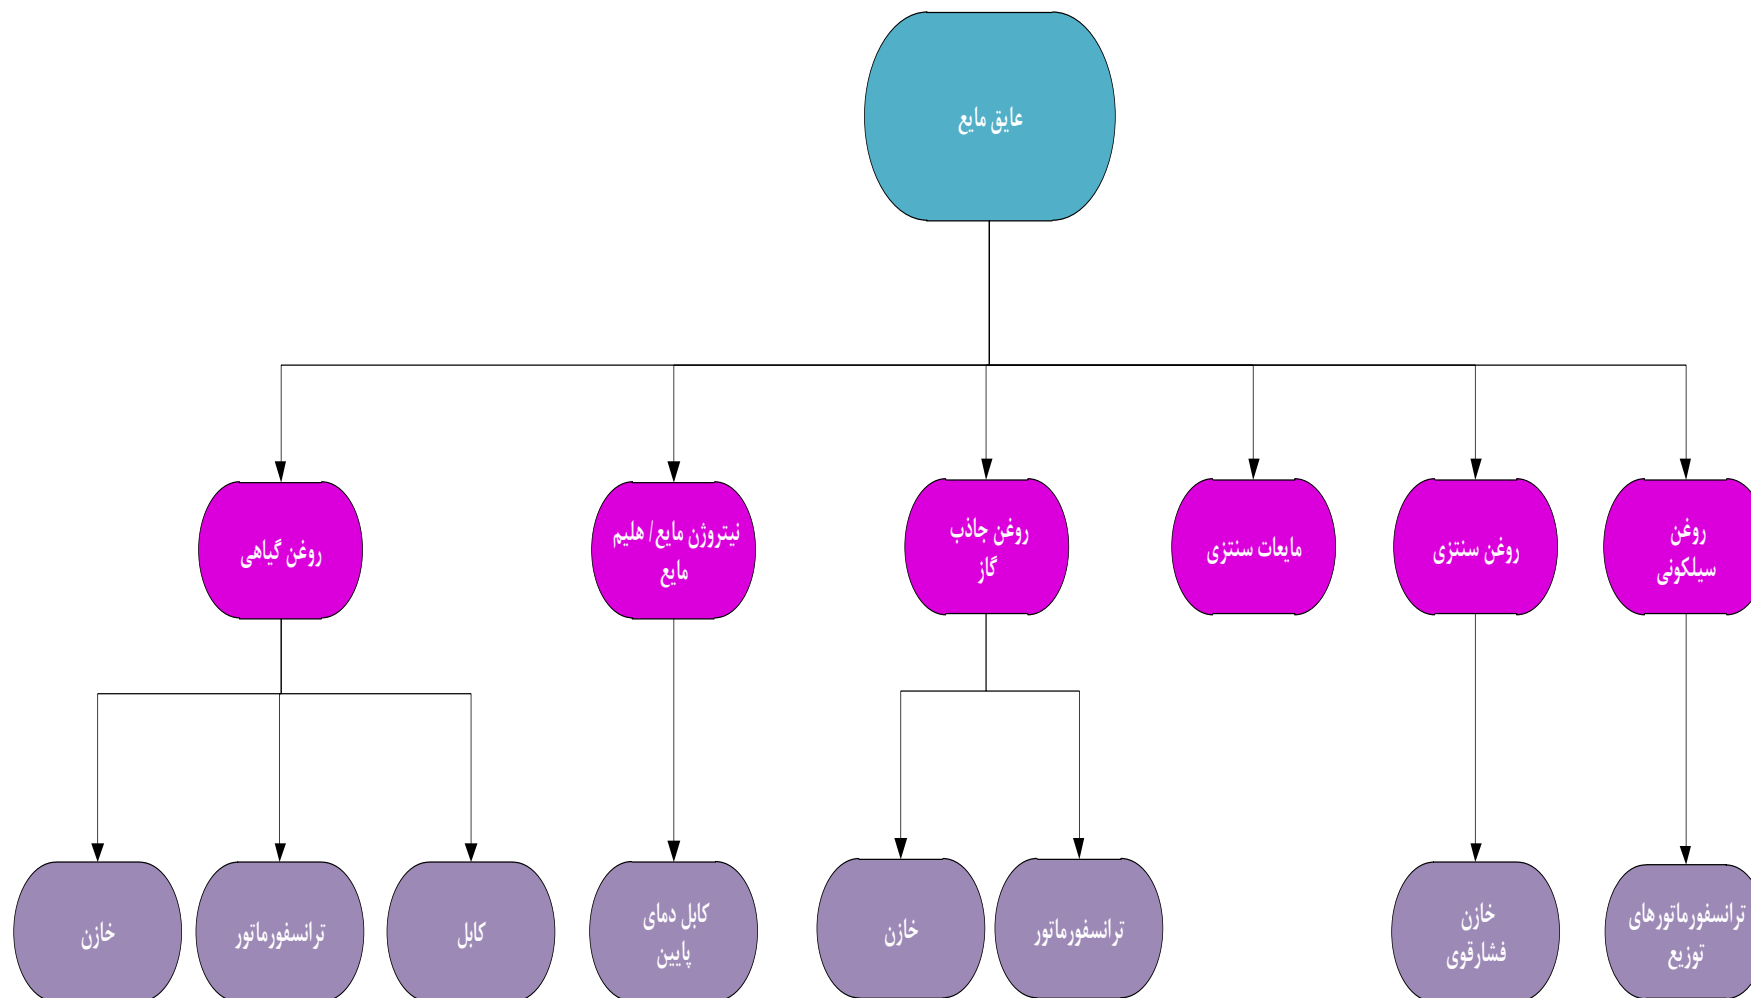 عایق مایع
روغن
سیلکونی
روغن سنتزی
مایعات سنتزی
روغن جاذب
گاز
نیتروژن مایع/ هلیم
مایع
روغن گیاهی
ترانسفورماتورهای
توزیع
خازن
فشارقوی
ترانسفورماتور
خازن
کابل دمای
پایین
کابل
ترانسفورماتور
خازن